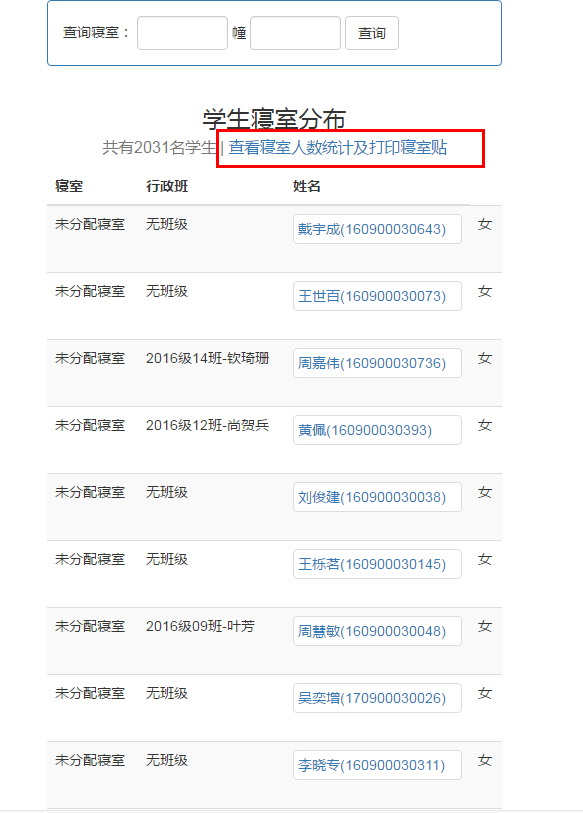 查询寝室： 幢 查询
学生寝室分布
共有2031名学生 | 查看寝室人数统计及打印寝室贴
寝室 行政班 姓名
未分配寝室 无班级 戴宇成(160900030643) 女
未分配寝室 无班级 王世百(160900030073) 女
未分配寝室 2016级14班-钦琦珊 周嘉伟(160900030736) 女
未分配寝室 2016级12班-尚贺兵 黄佩(160900030393) 女
未分配寝室 无班级 刘俊建(160900030038) 女
未分配寝室 无班级 王栎茗(160900030145) 女
未分配寝室 2016级09班-叶芳 周慧敏(160900030048) 女
未分配寝室 无班级 吴奕增(170900030026) 女
未分配寝室 无班级 李晓专(160900030311) 女